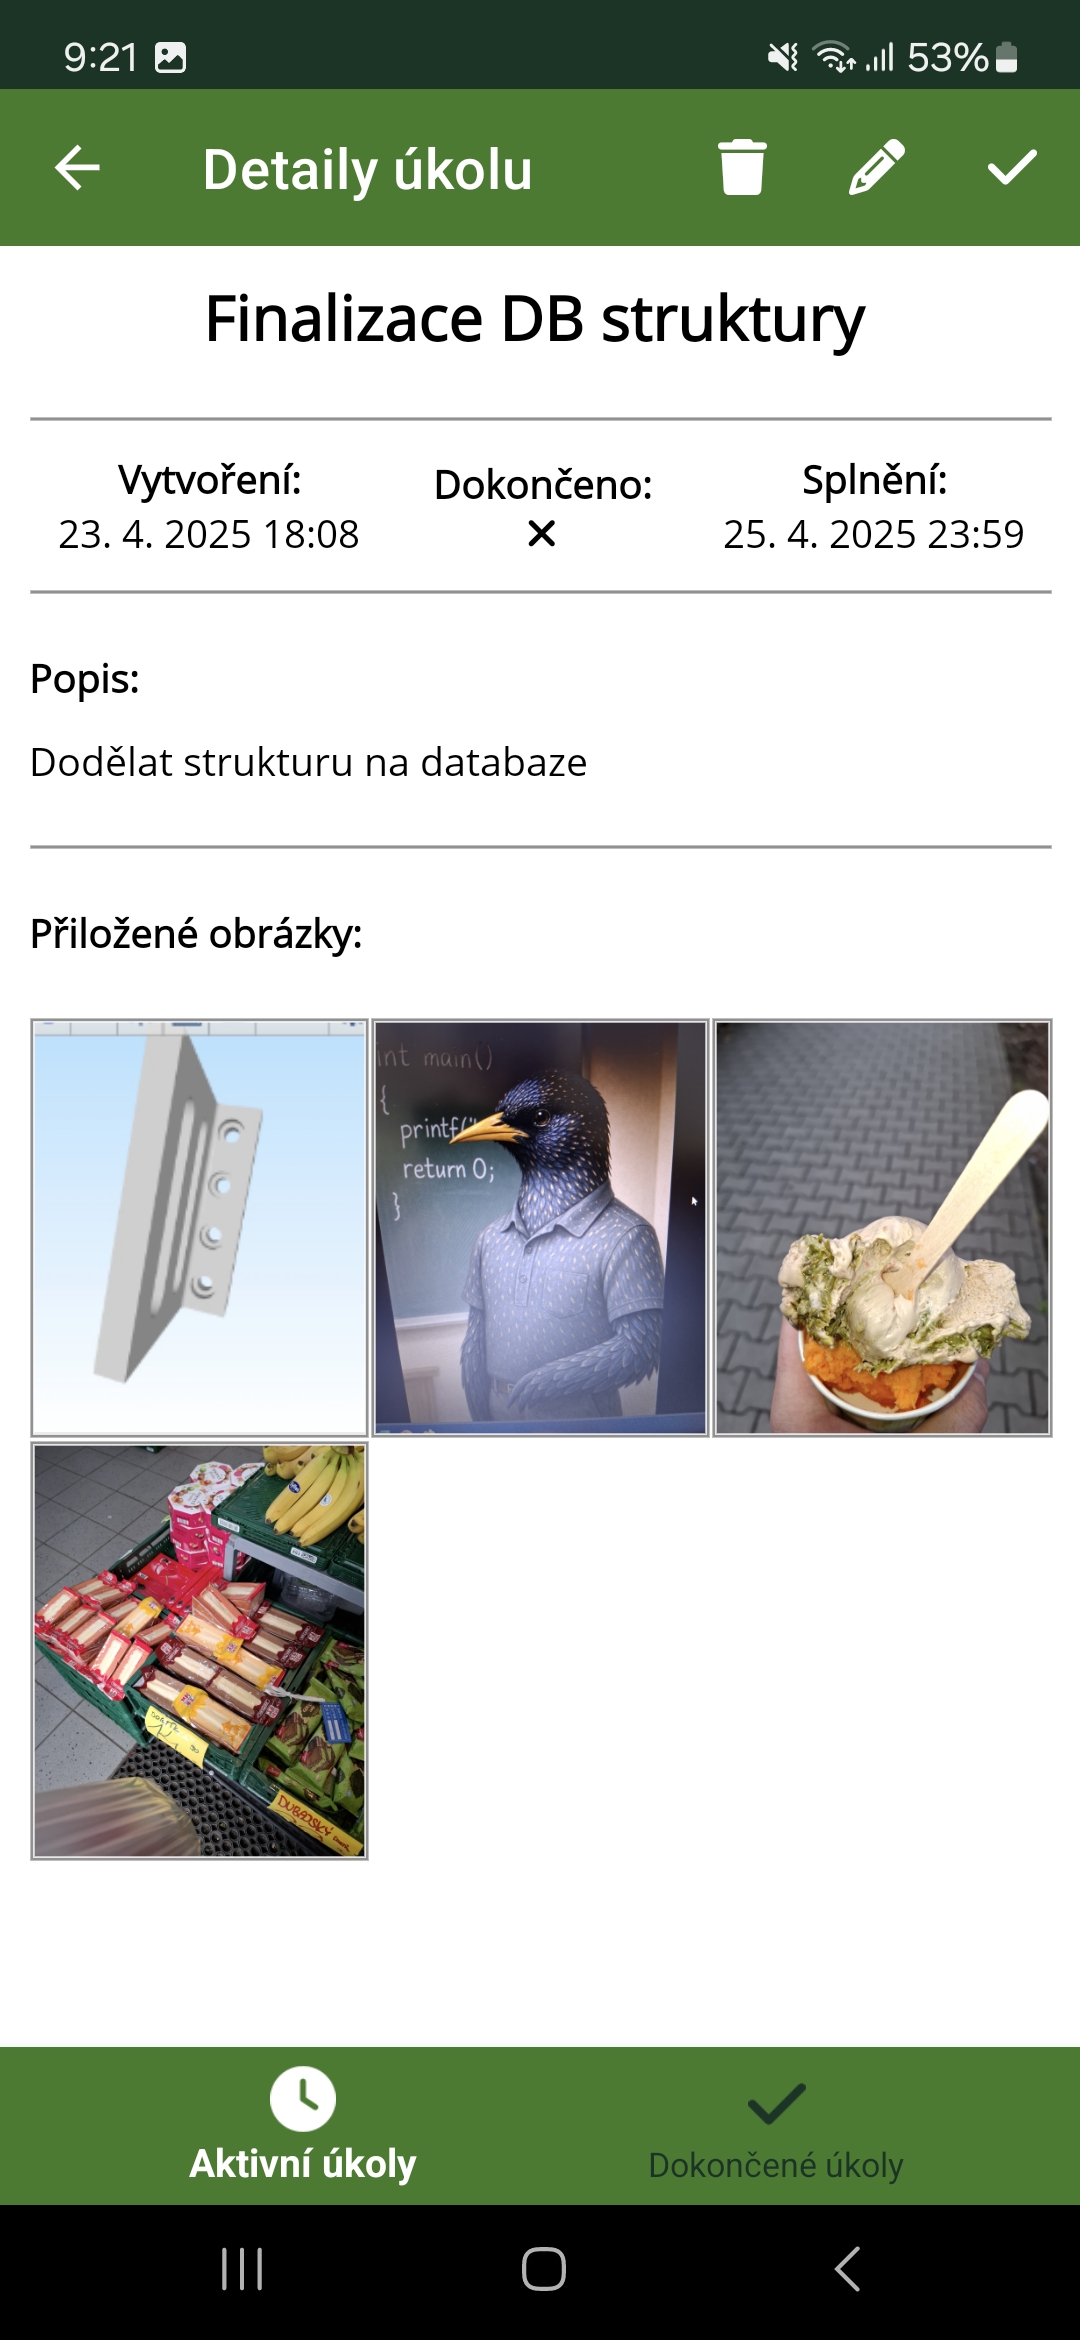 9:21
53%
Detaily úkolu
Finalizace DB struktury
Vytvoření:
23. 4. 2025 18:08
Dokončeno:
Splnění:
25. 4. 2025 23:59
Popis:
Dodělat strukturu na databaze
Přiložené obrázky:
int main()
{
printf("
return 0;
}
DUBAJSKÝ
Aktivní úkoly
Dokončené úkoly